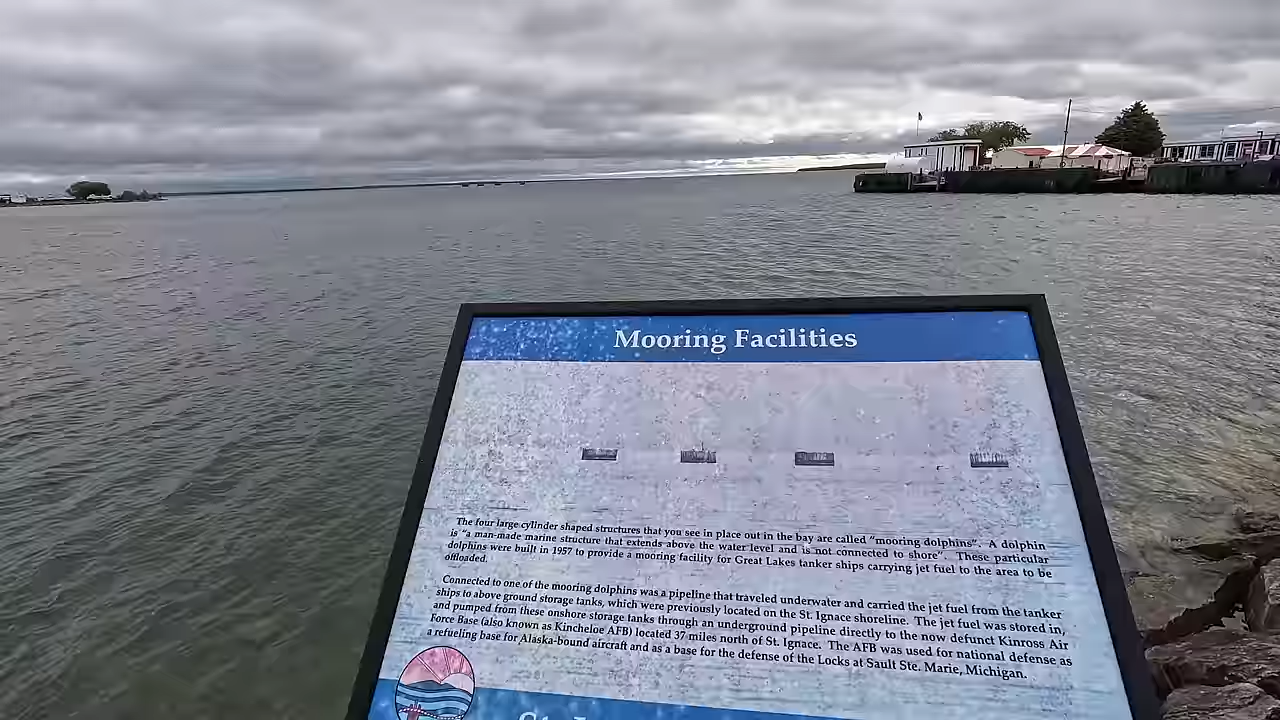 Mooring Facilities
The four large cylinder shaped structures that you see in place out in the bay are called “mooring dolphins”. A dolphin
is “a man-made marine structure that extends above the water level and is not connected to shore”. These particular
dolphins were built in 1957 to provide a mooring facility for Great Lakes tanker ships carrying jet fuel to the area to be
offloaded.
Connected to one of the mooring dolphins was a pipeline that traveled underwater and carried the jet fuel from the tanker
ships to above ground storage tanks, which were previously located on the St. Ignace shoreline. The jet fuel was stored in,
and pumped from these onshore storage tanks through an underground pipeline directly to the now defunct Kinross Air
Force Base (also known as Kincheloe AFB) located 37 miles north of St. Ignace. The AFB was used for national defense as
a refueling base for Alaska-bound aircraft and as a base for the defense of the Locks at Sault Ste. Marie, Michigan.